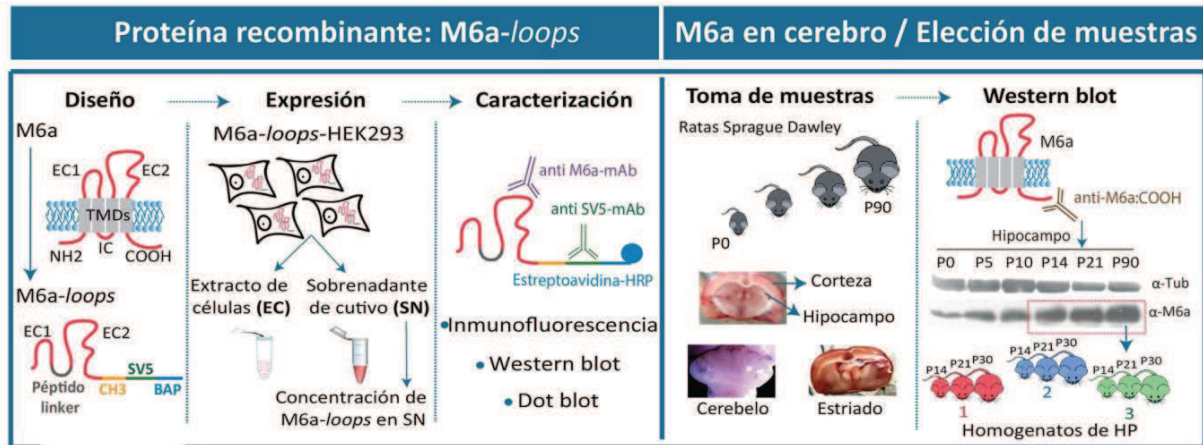 Proteína recombinante: M6a-loops
M6a en cerebro / Elección de muestras
Diseño
Expresión
Caracterización
M6a
EC1
EC2
TMDs
NH2
IC
COOH
M6a-loops
EC1
EC2
SV5
Péptido
linker
CH3
BAP
M6a-loops-HEK293
Extracto de
células (EC)
Sobrenadante
de cutivo (SN)
Concentración de
M6a-loops en SN
anti M6a-mAb
anti SV5-mAb
Estreptoavidina-HRP
•Inmunofluorescencia
• Western blot
• Dot blot
Toma de muestras
Western blot
Ratas Sprague Dawley
P90
P0
Corteza
Hipocampo
Cerebelo
Estriado
M6a
anti-M6a:COOH
Hipocampo
P0 P5 P10 P14 P21 P90
α-Tub
α-M6a
P14 P21 P30
1
P14 P21 P30
2
P14 P21 P30
3
Homogenatos de HP